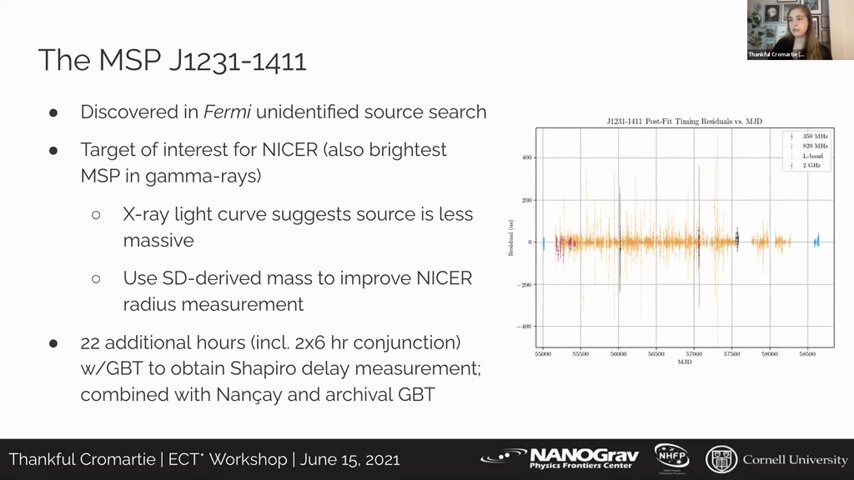 Thankful Cromartie (...
The MSP J1231-1411
● Discovered in Fermi unidentified source search
● Target of interest for NICER (also brightest
MSP in gamma-rays)
○ X-ray light curve suggests source is less
massive
○ Use SD-derived mass to improve NICER
radius measurement
● 22 additional hours (incl. 2x6 hr conjunction)
w/GBT to obtain Shapiro delay measurement;
combined with Nançay and archival GBT
J1231-1411 Post-Fit Timing Residuals vs. MJD
350 MHz
820 MHz
L-band
2 GHz
Residual (us)
400
200
0
−200
−400
55000 55500 56000 56500 57000 57500 58000 58500
MJD
Thankful Cromartie | ECT* Workshop | June 15, 2021
NANOGrav
Physics Frontiers Center
NHFP
Cornell University